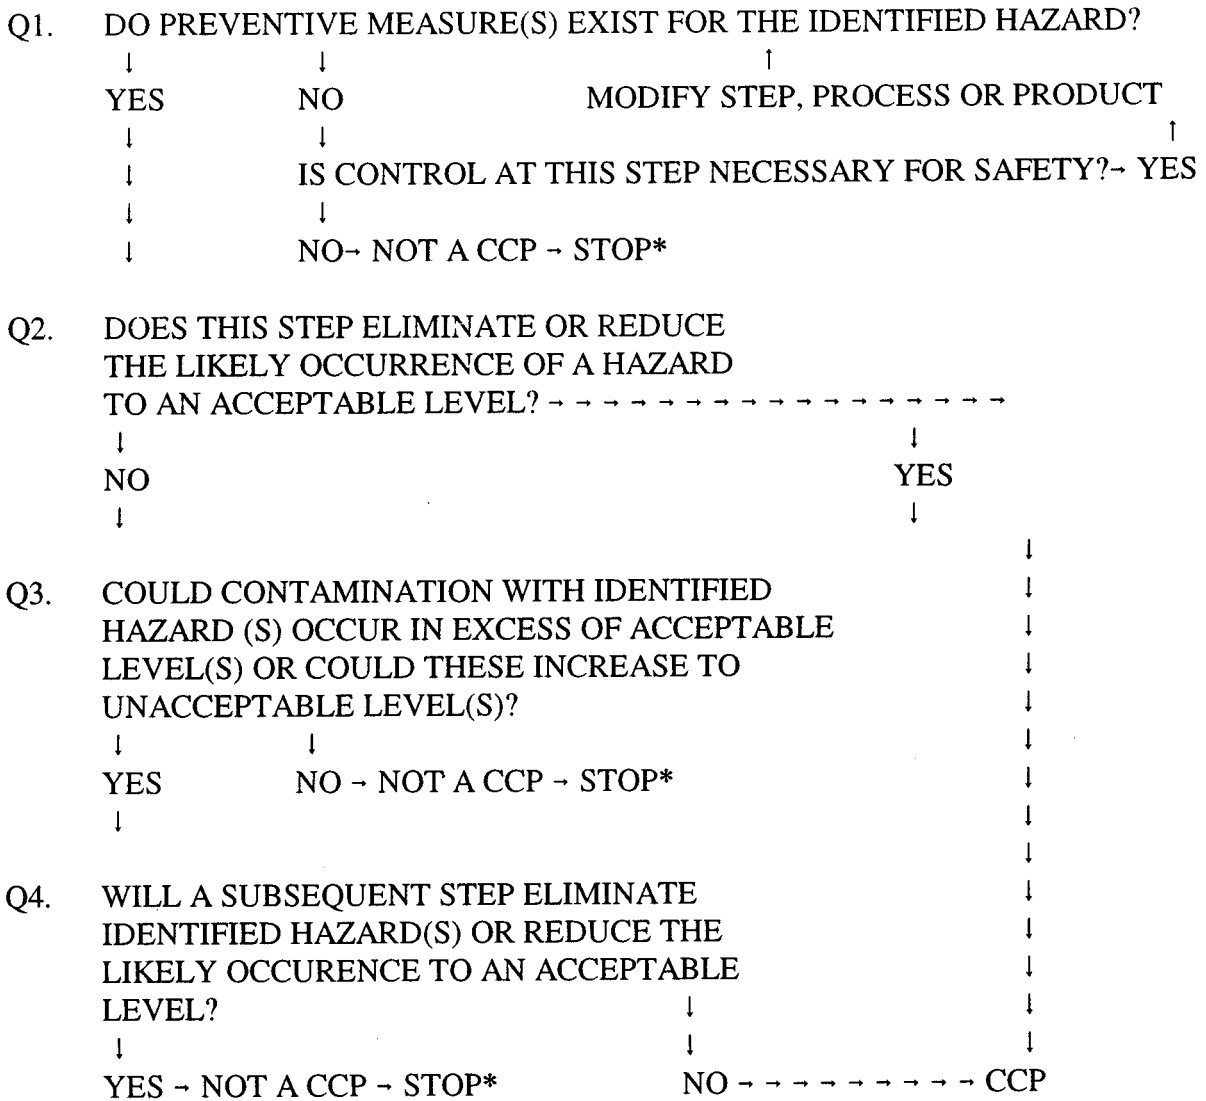 Q1. DO PREVENTIVE MEASURE(S) EXIST FOR THE IDENTIFIED HAZARD?
↓ ↓ ↑
YES NO MODIFY STEP, PROCESS OR PRODUCT
↓ ↓ ↑
↓ IS CONTROL AT THIS STEP NECESSARY FOR SAFETY?→ YES
↓ ↓
↓ NO→ NOT A CCP → STOP*
Q2. DOES THIS STEP ELIMINATE OR REDUCE
THE LIKELY OCCURRENCE OF A HAZARD
TO AN ACCEPTABLE LEVEL? → → → → → → → → → → → → → → → → →
↓ ↓
NO YES
↓ ↓
↓
Q3. COULD CONTAMINATION WITH IDENTIFIED ↓
HAZARD (S) OCCUR IN EXCESS OF ACCEPTABLE ↓
LEVEL(S) OR COULD THESE INCREASE TO ↓
UNACCEPTABLE LEVEL(S)? ↓
↓ ↓ ↓
YES NO → NOT A CCP → STOP* ↓
↓ ↓
↓
Q4. WILL A SUBSEQUENT STEP ELIMINATE ↓
IDENTIFIED HAZARD(S) OR REDUCE THE ↓
LIKELY OCCURENCE TO AN ACCEPTABLE ↓
LEVEL? ↓ ↓
↓ ↓ ↓
YES → NOT A CCP → STOP* NO → → → → → → → → → CCP